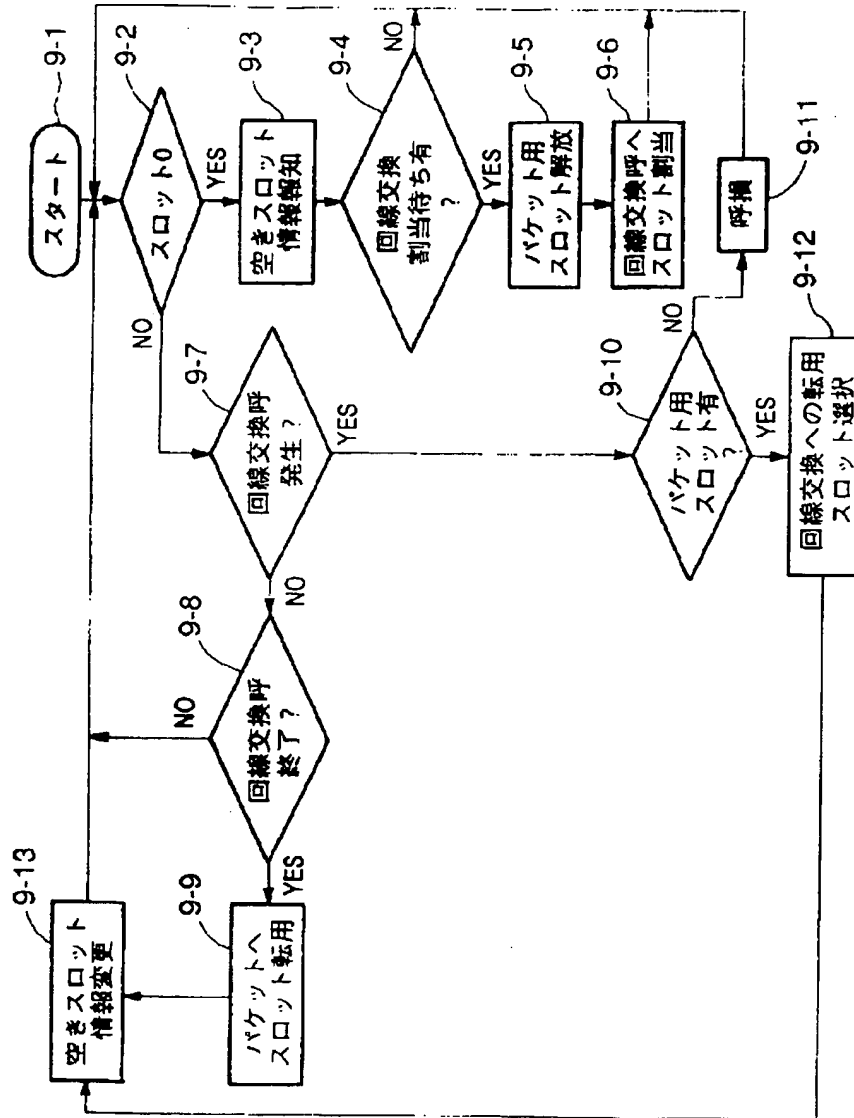 9-1
スタート
9-2
スロット0
YES
NO
9-3
空きスロット
情報報知
9-4
回線交換
割当待ち有
?
NO
YES
9-5
パケット用
スロット解放
9-6
回線交換呼へ
スロット割当
9-7
回線交換呼
発生?
YES
NO
9-8
回線交換呼
終了?
NO
YES
9-9
パケットへ
スロット転用
9-10
パケット用
スロット有
?
NO
YES
9-11
呼損
9-12
回線交換への転用
スロット選択
9-13
空きスロット
情報変更